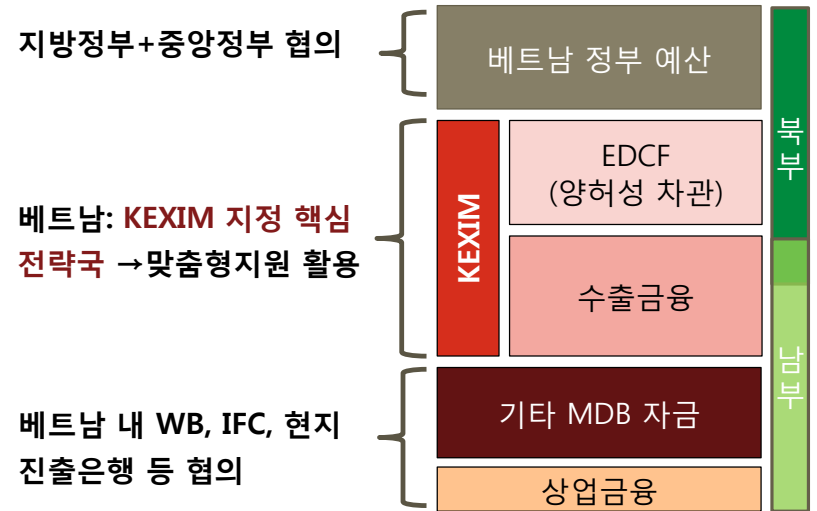 지방정부+중앙정부 협의
베트남 정부 예산
베트남: KEXIM 지정 핵심
전략국 →맞춤형지원 활용
KEXIM
EDCF
(양허성 차관)
수출금융
베트남 내 WB, IFC, 현지
진출은행 등 협의
기타 MDB 자금
상업금융
북부
남부